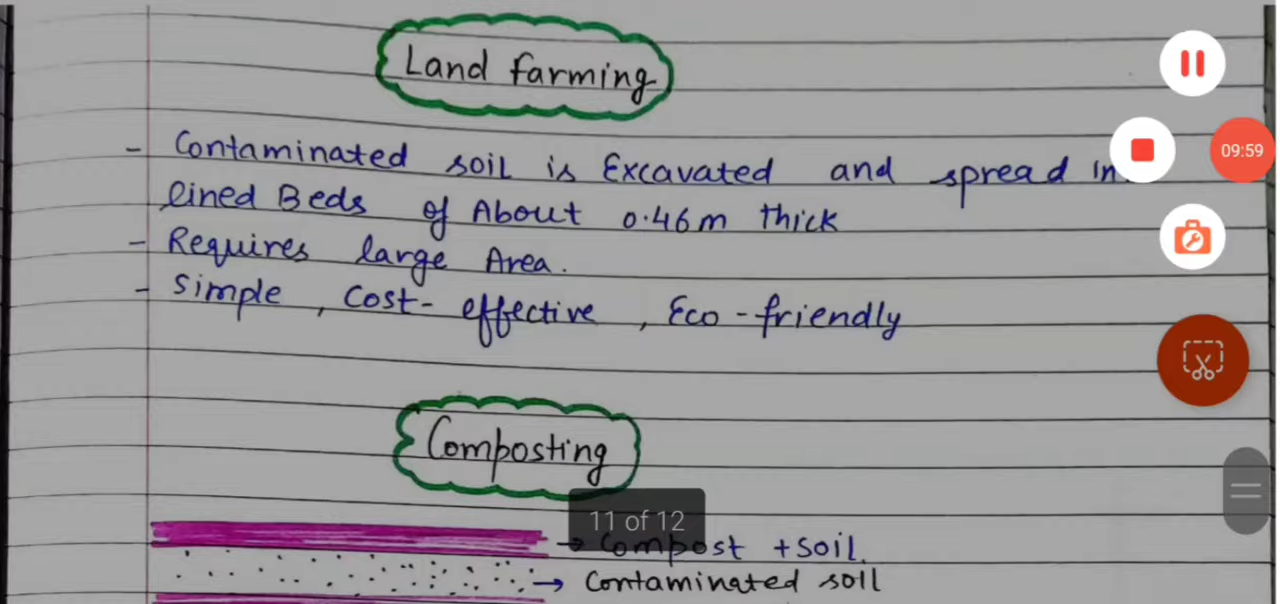 Land farming
- Contaminated soil is Excavated and spread in
lined Beds of About 0.46m thick
- Requires large Area.
- Simple, Cost-effective, Eco-friendly
Composting
11 of 12
→ Compost + soil.
→ Contaminated soil
09:59